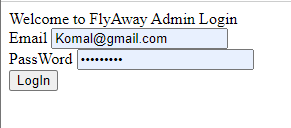 Welcome to FlyAway Admin Login
Email Komal@gmail.com
PassWord •••••••••
LogIn